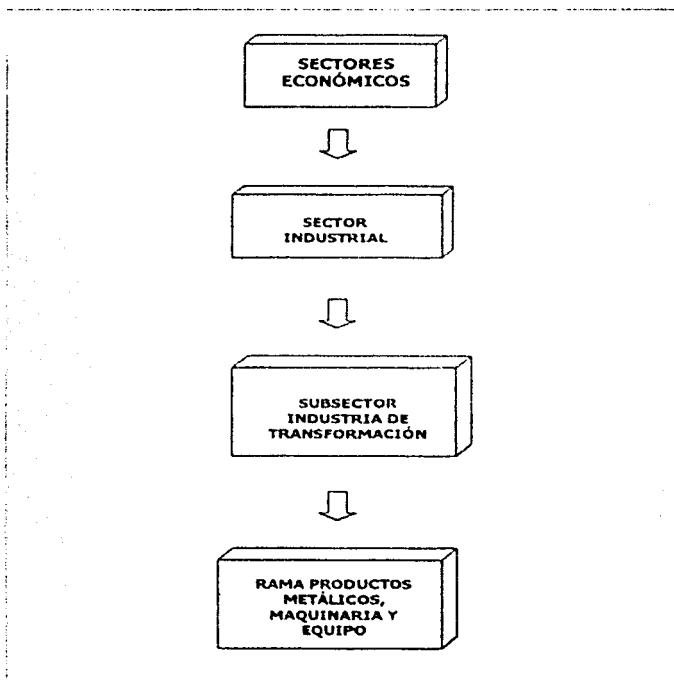 SECTORES
ECONÓMICOS
SECTOR
INDUSTRIAL
SUBSECTOR
INDUSTRIA DE
TRANSFORMACIÓN
RAMA PRODUCTOS
METÁLICOS,
MAQUINARIA Y
EQUIPO